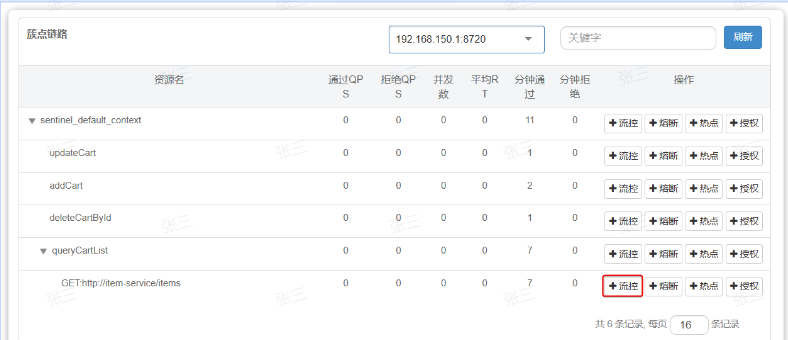 簇点链路 192.168.150.1:8720 关键字 刷新
资源名 通过QPS 拒绝QPS 并发数 平均RT 分钟通过 分钟拒绝 操作
sentinel_default_context 0 0 0 0 11 0 +流控 +熔断 +热点 +授权
updateCart 0 0 0 0 1 0 +流控 +熔断 +热点 +授权
addCart 0 0 0 0 2 0 +流控 +熔断 +热点 +授权
deleteCartById 0 0 0 0 1 0 +流控 +熔断 +热点 +授权
queryCartList 0 0 0 0 7 0 +流控 +熔断 +热点 +授权
GET:http://item-service/items 0 0 0 0 7 0 +流控 +熔断 +热点 +授权
共 6 条记录, 每页 16 条记录
张三